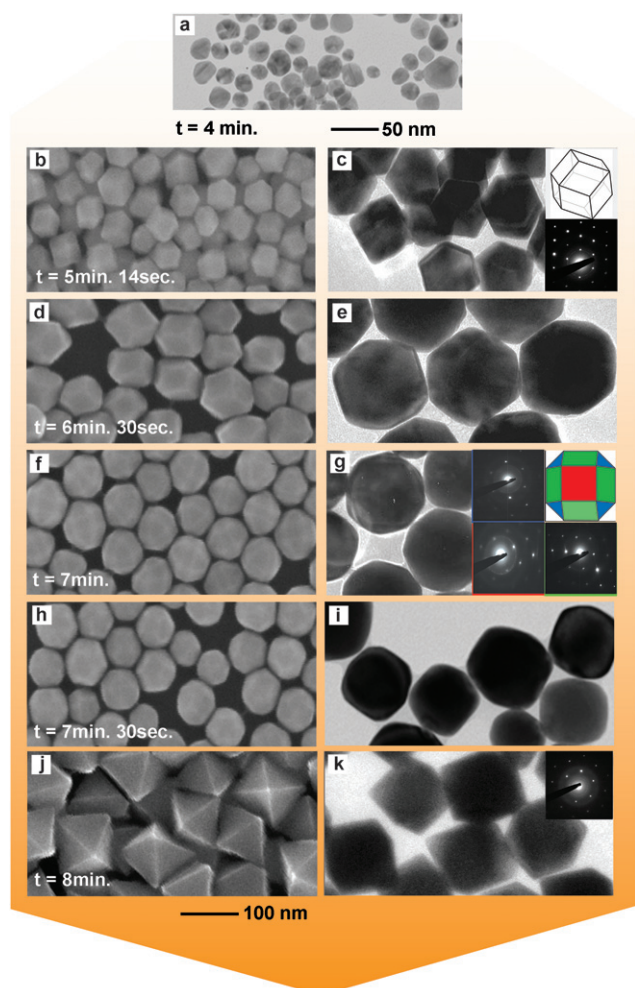 a
t = 4 min. 50 nm
b
c
t = 5min. 14sec.
d
e
t = 6min. 30sec.
f
g
t = 7min.
h
i
t = 7min. 30sec.
j
k
t = 8min.
100 nm